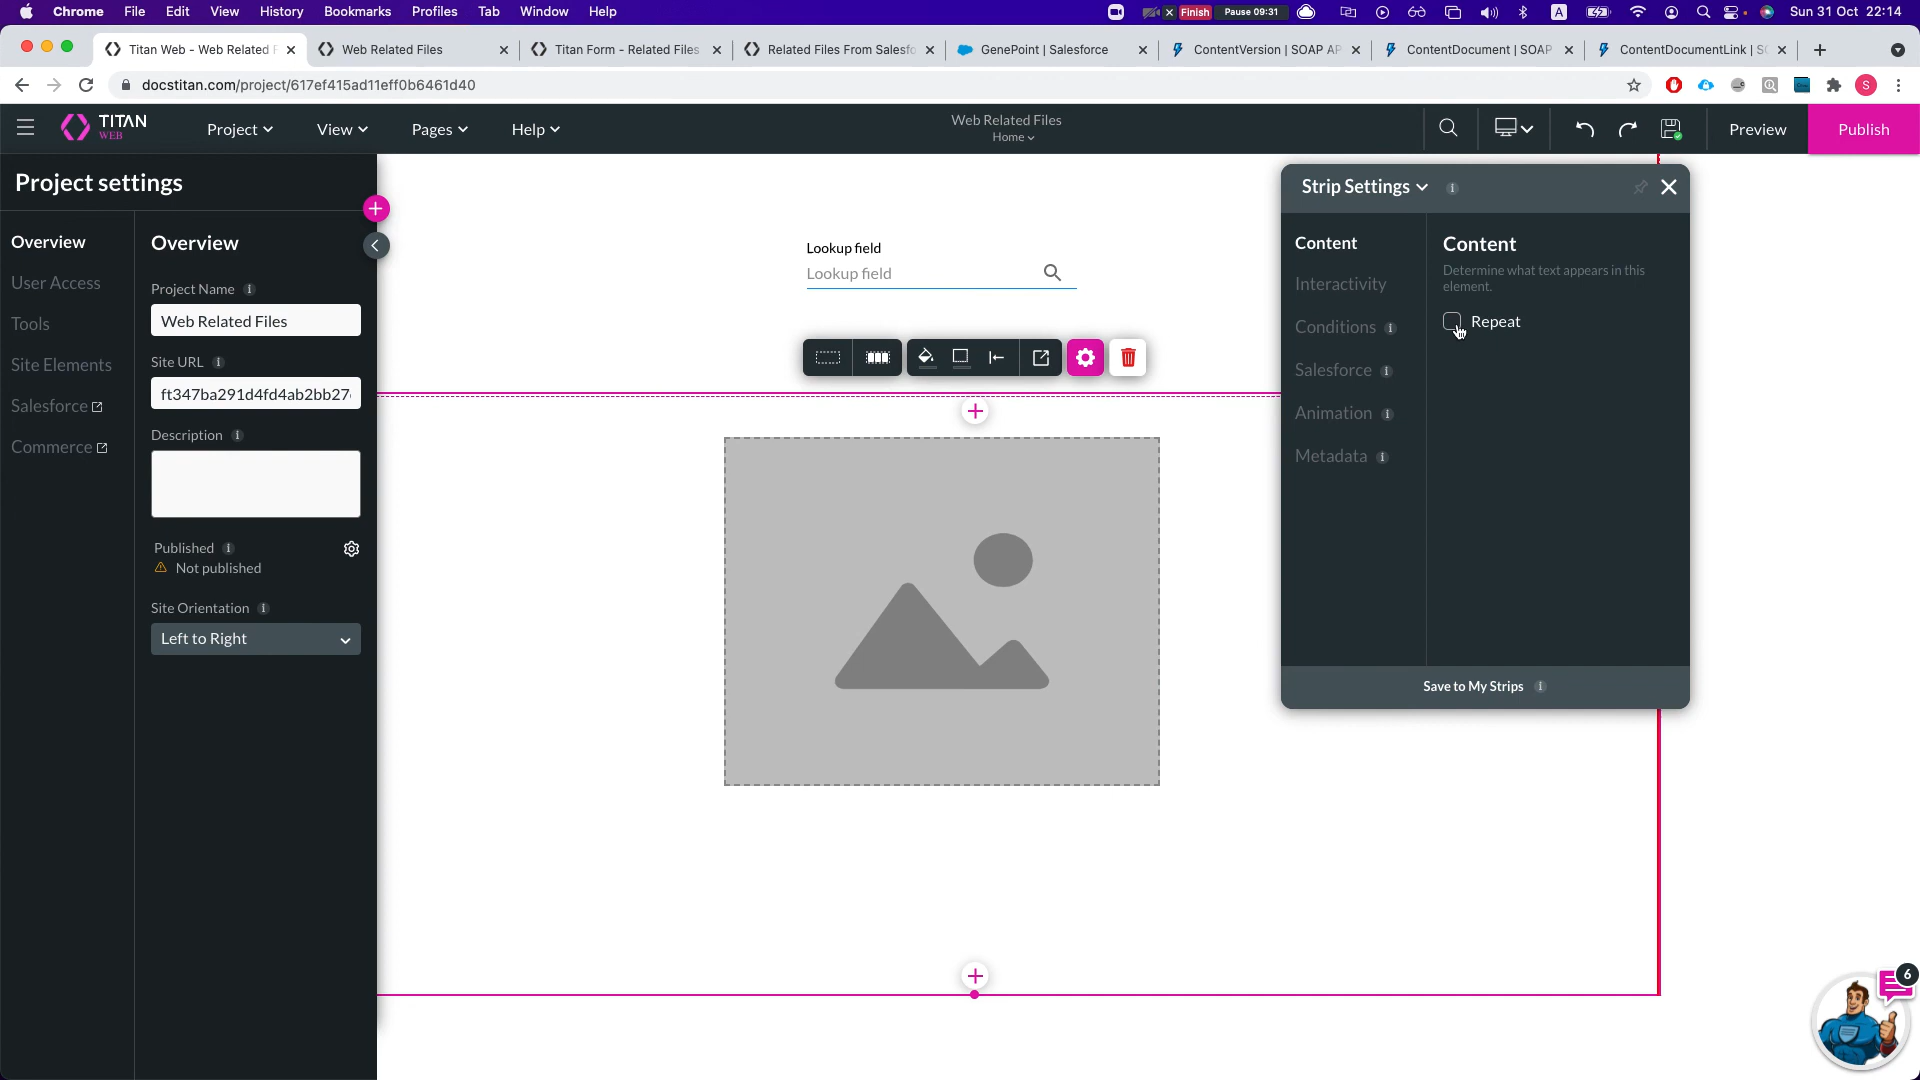 Chrome File Edit View History Bookmarks Profiles Tab Window Help Finish Pause 09:31 A Sun 31 Oct 22:14
Titan Web - Web Related F Web Related Files Titan Form - Related Files Related Files From Salesfo GenePoint | Salesforce ContentVersion | SOAP AP ContentDocument | SOAP ContentDocumentLink | SO
docstitan.com/project/617ef415ad11eff0b6461d40 S
TITAN WEB Project View Pages Help Web Related Files Preview Publish
Home
Project settings
Overview
User Access
Tools
Site Elements
Salesforce
Commerce
Overview
Project Name
Web Related Files
Site URL
ft347ba291d4fd4ab2bb27
Description
Published
Not published
Site Orientation
Left to Right
Lookup field
Lookup field
Strip Settings
Content
Interactivity
Conditions
Salesforce
Animation
Metadata
Content
Determine what text appears in this
element.
Repeat
Save to My Strips
6